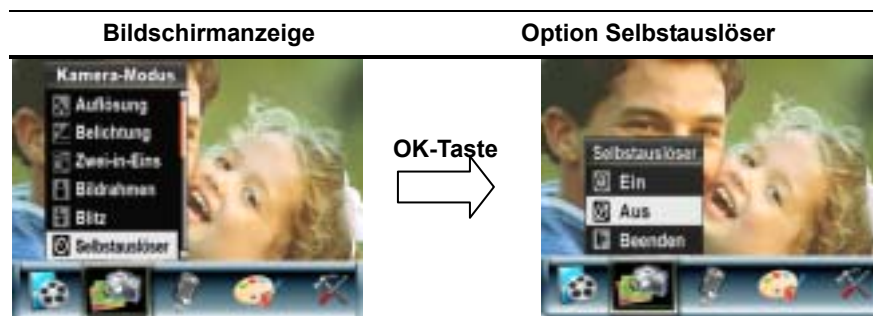 Bildschirmanzeige
Option Selbstauslöser
Kamera-Modus
Auflösung
Belichtung
Zwei-in-Eins
Bildrahmen
Blitz
Selbstauslöser
OK-Taste
Selbstauslöser
Ein
Aus
Beenden